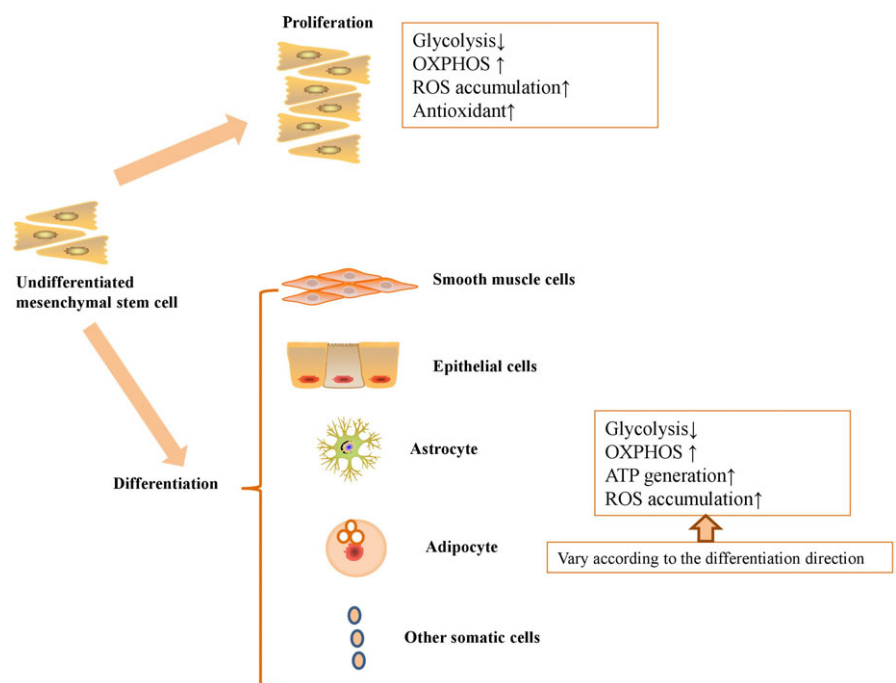 Proliferation
Glycolysis↓
OXPHOS ↑
ROS accumulation↑
Antioxidant↑
Undifferentiated
mesenchymal stem cell
Smooth muscle cells
Epithelial cells
Astrocyte
Differentiation
Adipocyte
Other somatic cells
Glycolysis↓
OXPHOS ↑
ATP generation↑
ROS accumulation↑
Vary according to the differentiation direction